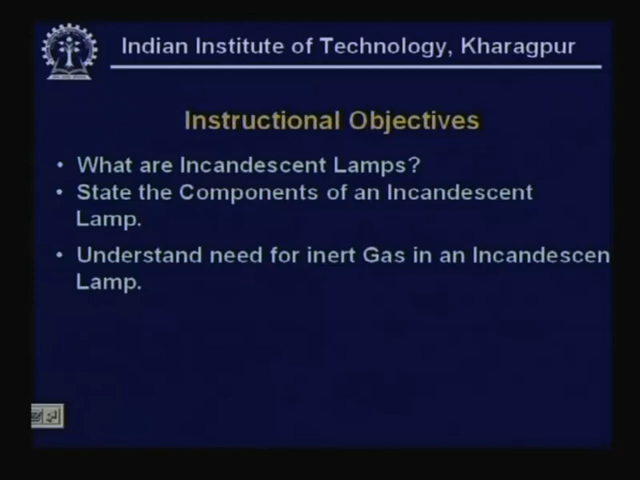 Indian Institute of Technology, Kharagpur
Instructional Objectives
• What are Incandescent Lamps?
• State the Components of an Incandescent
Lamp.
• Understand need for inert Gas in an Incandescen
Lamp.